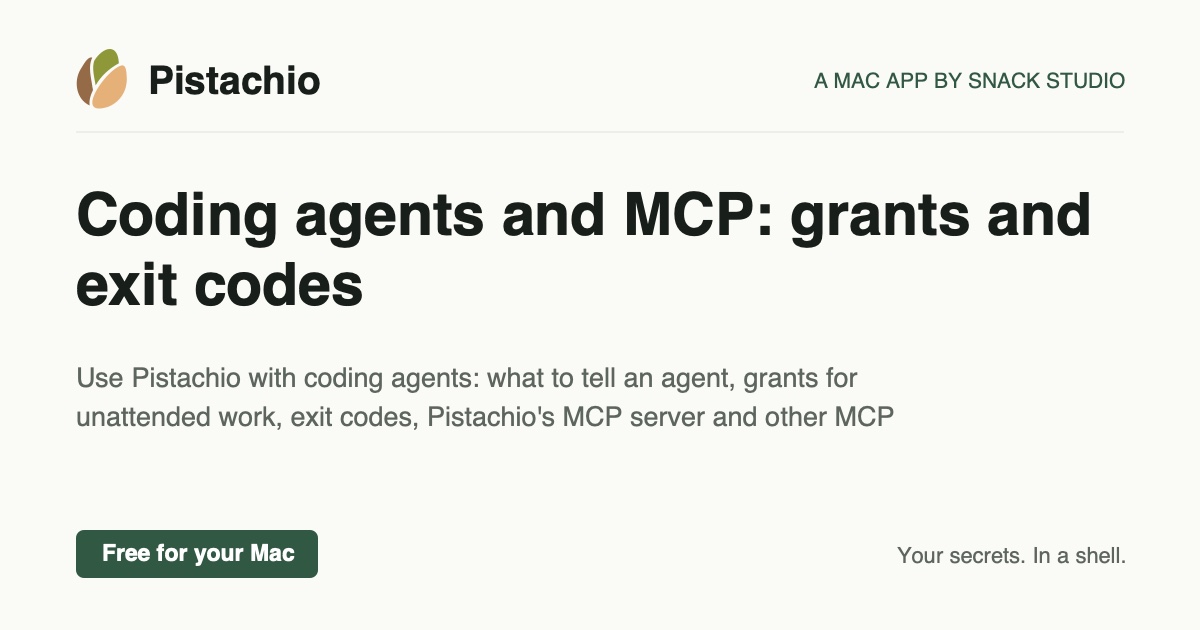 Pistachio
A MAC APP BY SNACK STUDIO
Coding agents and MCP: grants and
exit codes
Use Pistachio with coding agents: what to tell an agent, grants for
unattended work, exit codes, Pistachio's MCP server and other MCP
Free for your Mac
Your secrets. In a shell.